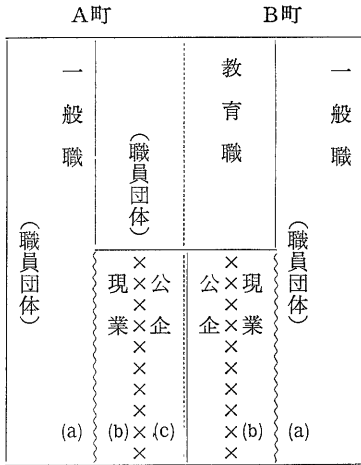 A町
B町
一般職
(職員団体)
(職員団体)
教育職
一般職
(職員団体)
現業
公企
公企
現業
(a)
(b)
(c)
(b)
(a)